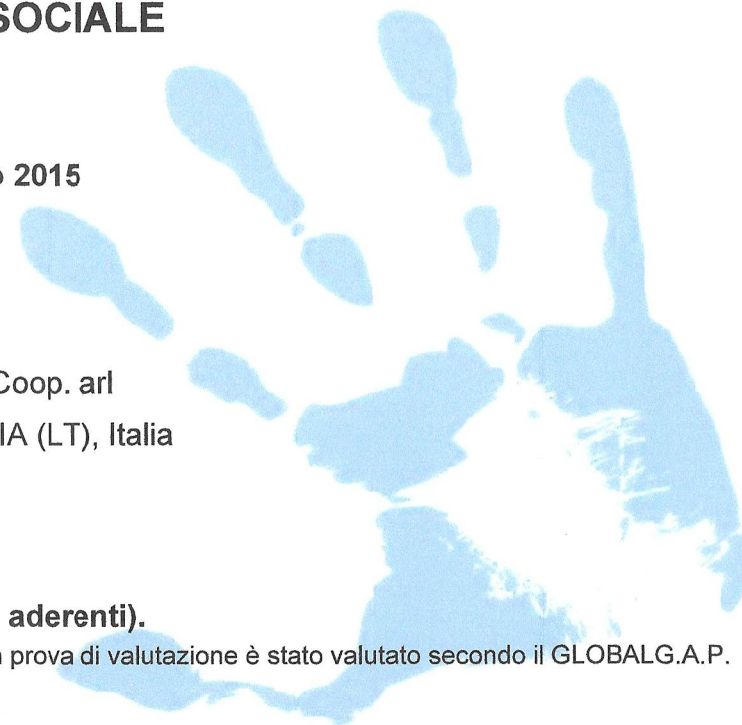 SOCIALE
2015
Coop. arl
IA (LT), Italia
aderenti).
prova di valutazione è stato valutato secondo il GLOBALG.A.P.